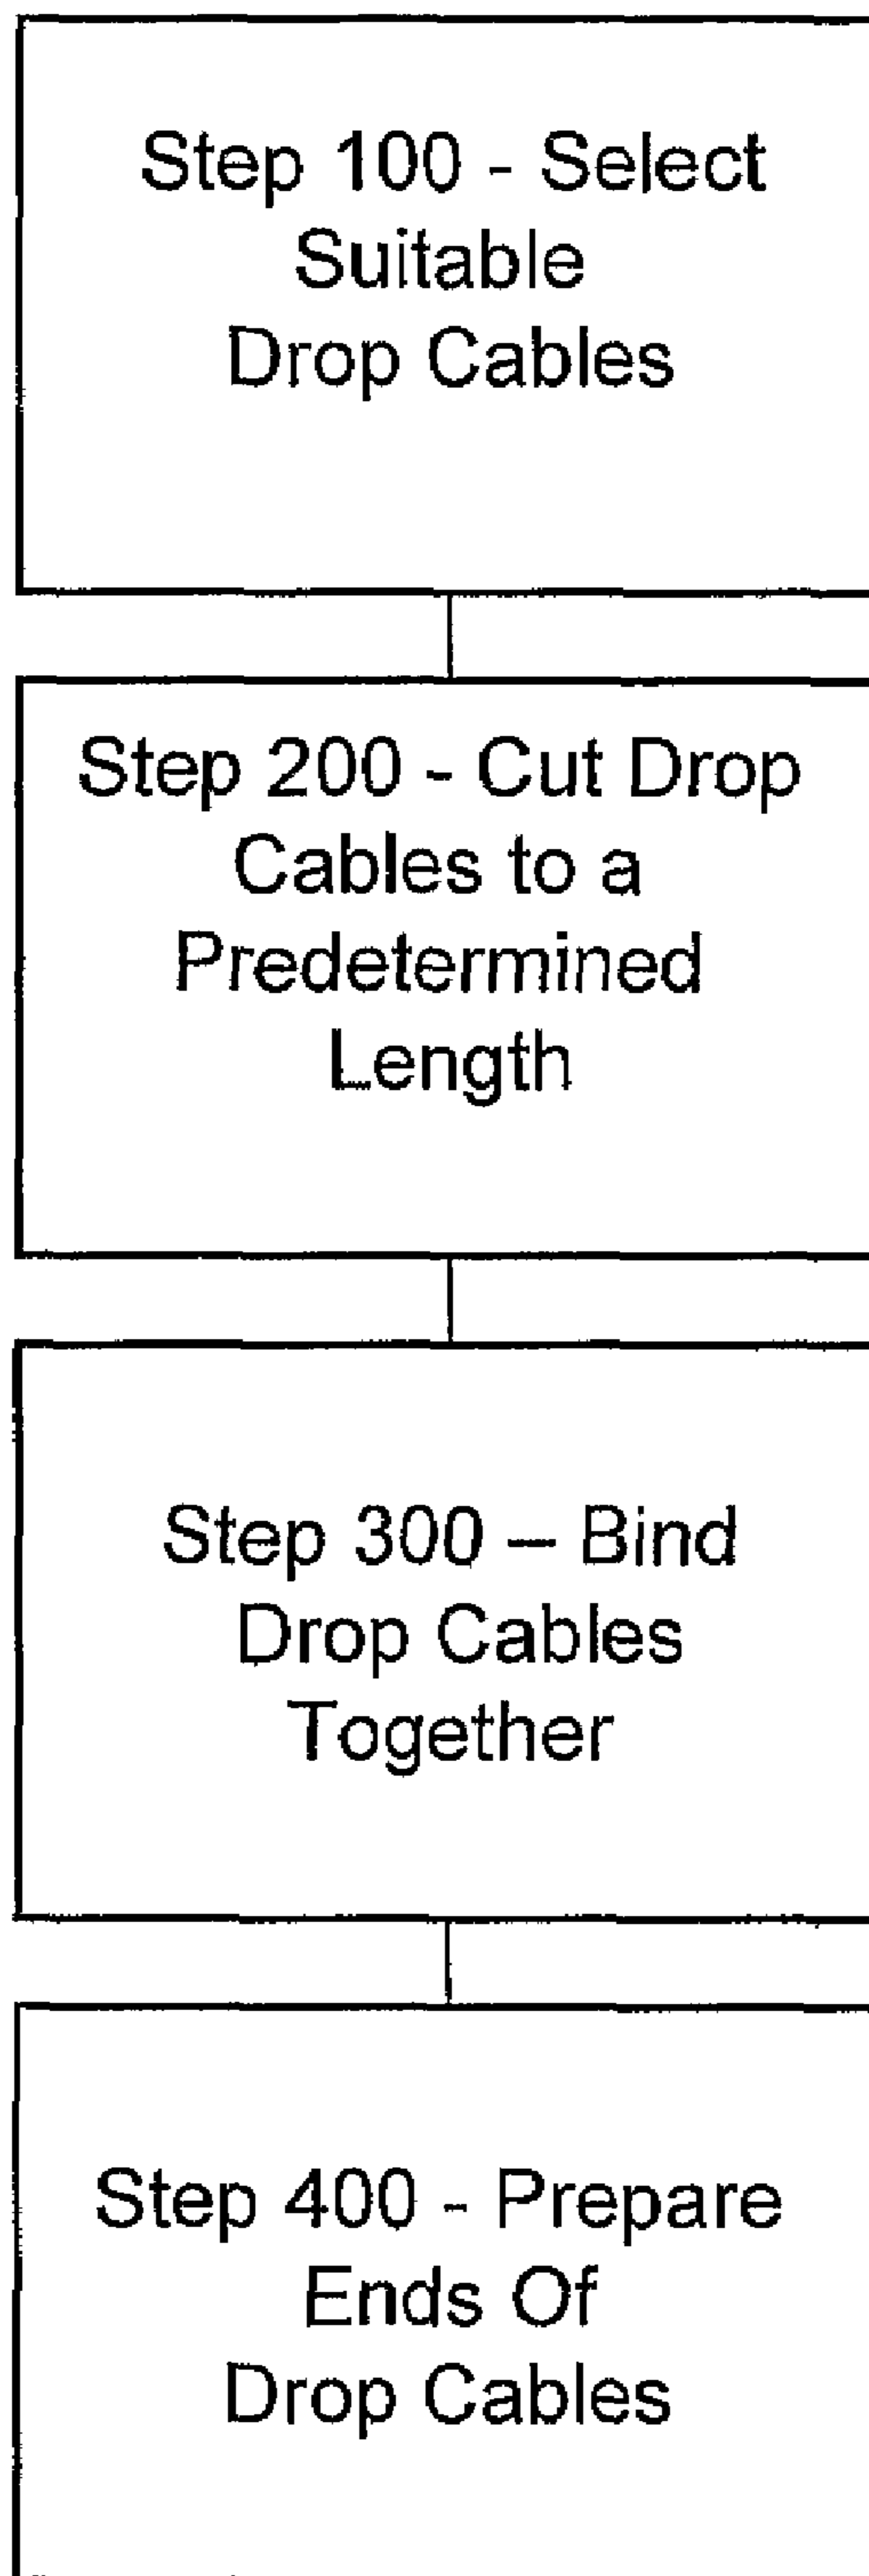 Step 100 - Select
Suitable
Drop Cables
Step 200 - Cut Drop
Cables to a
Predetermined
Length
Step 300 – Bind
Drop Cables
Together
Step 400 - Prepare
Ends Of
Drop Cables